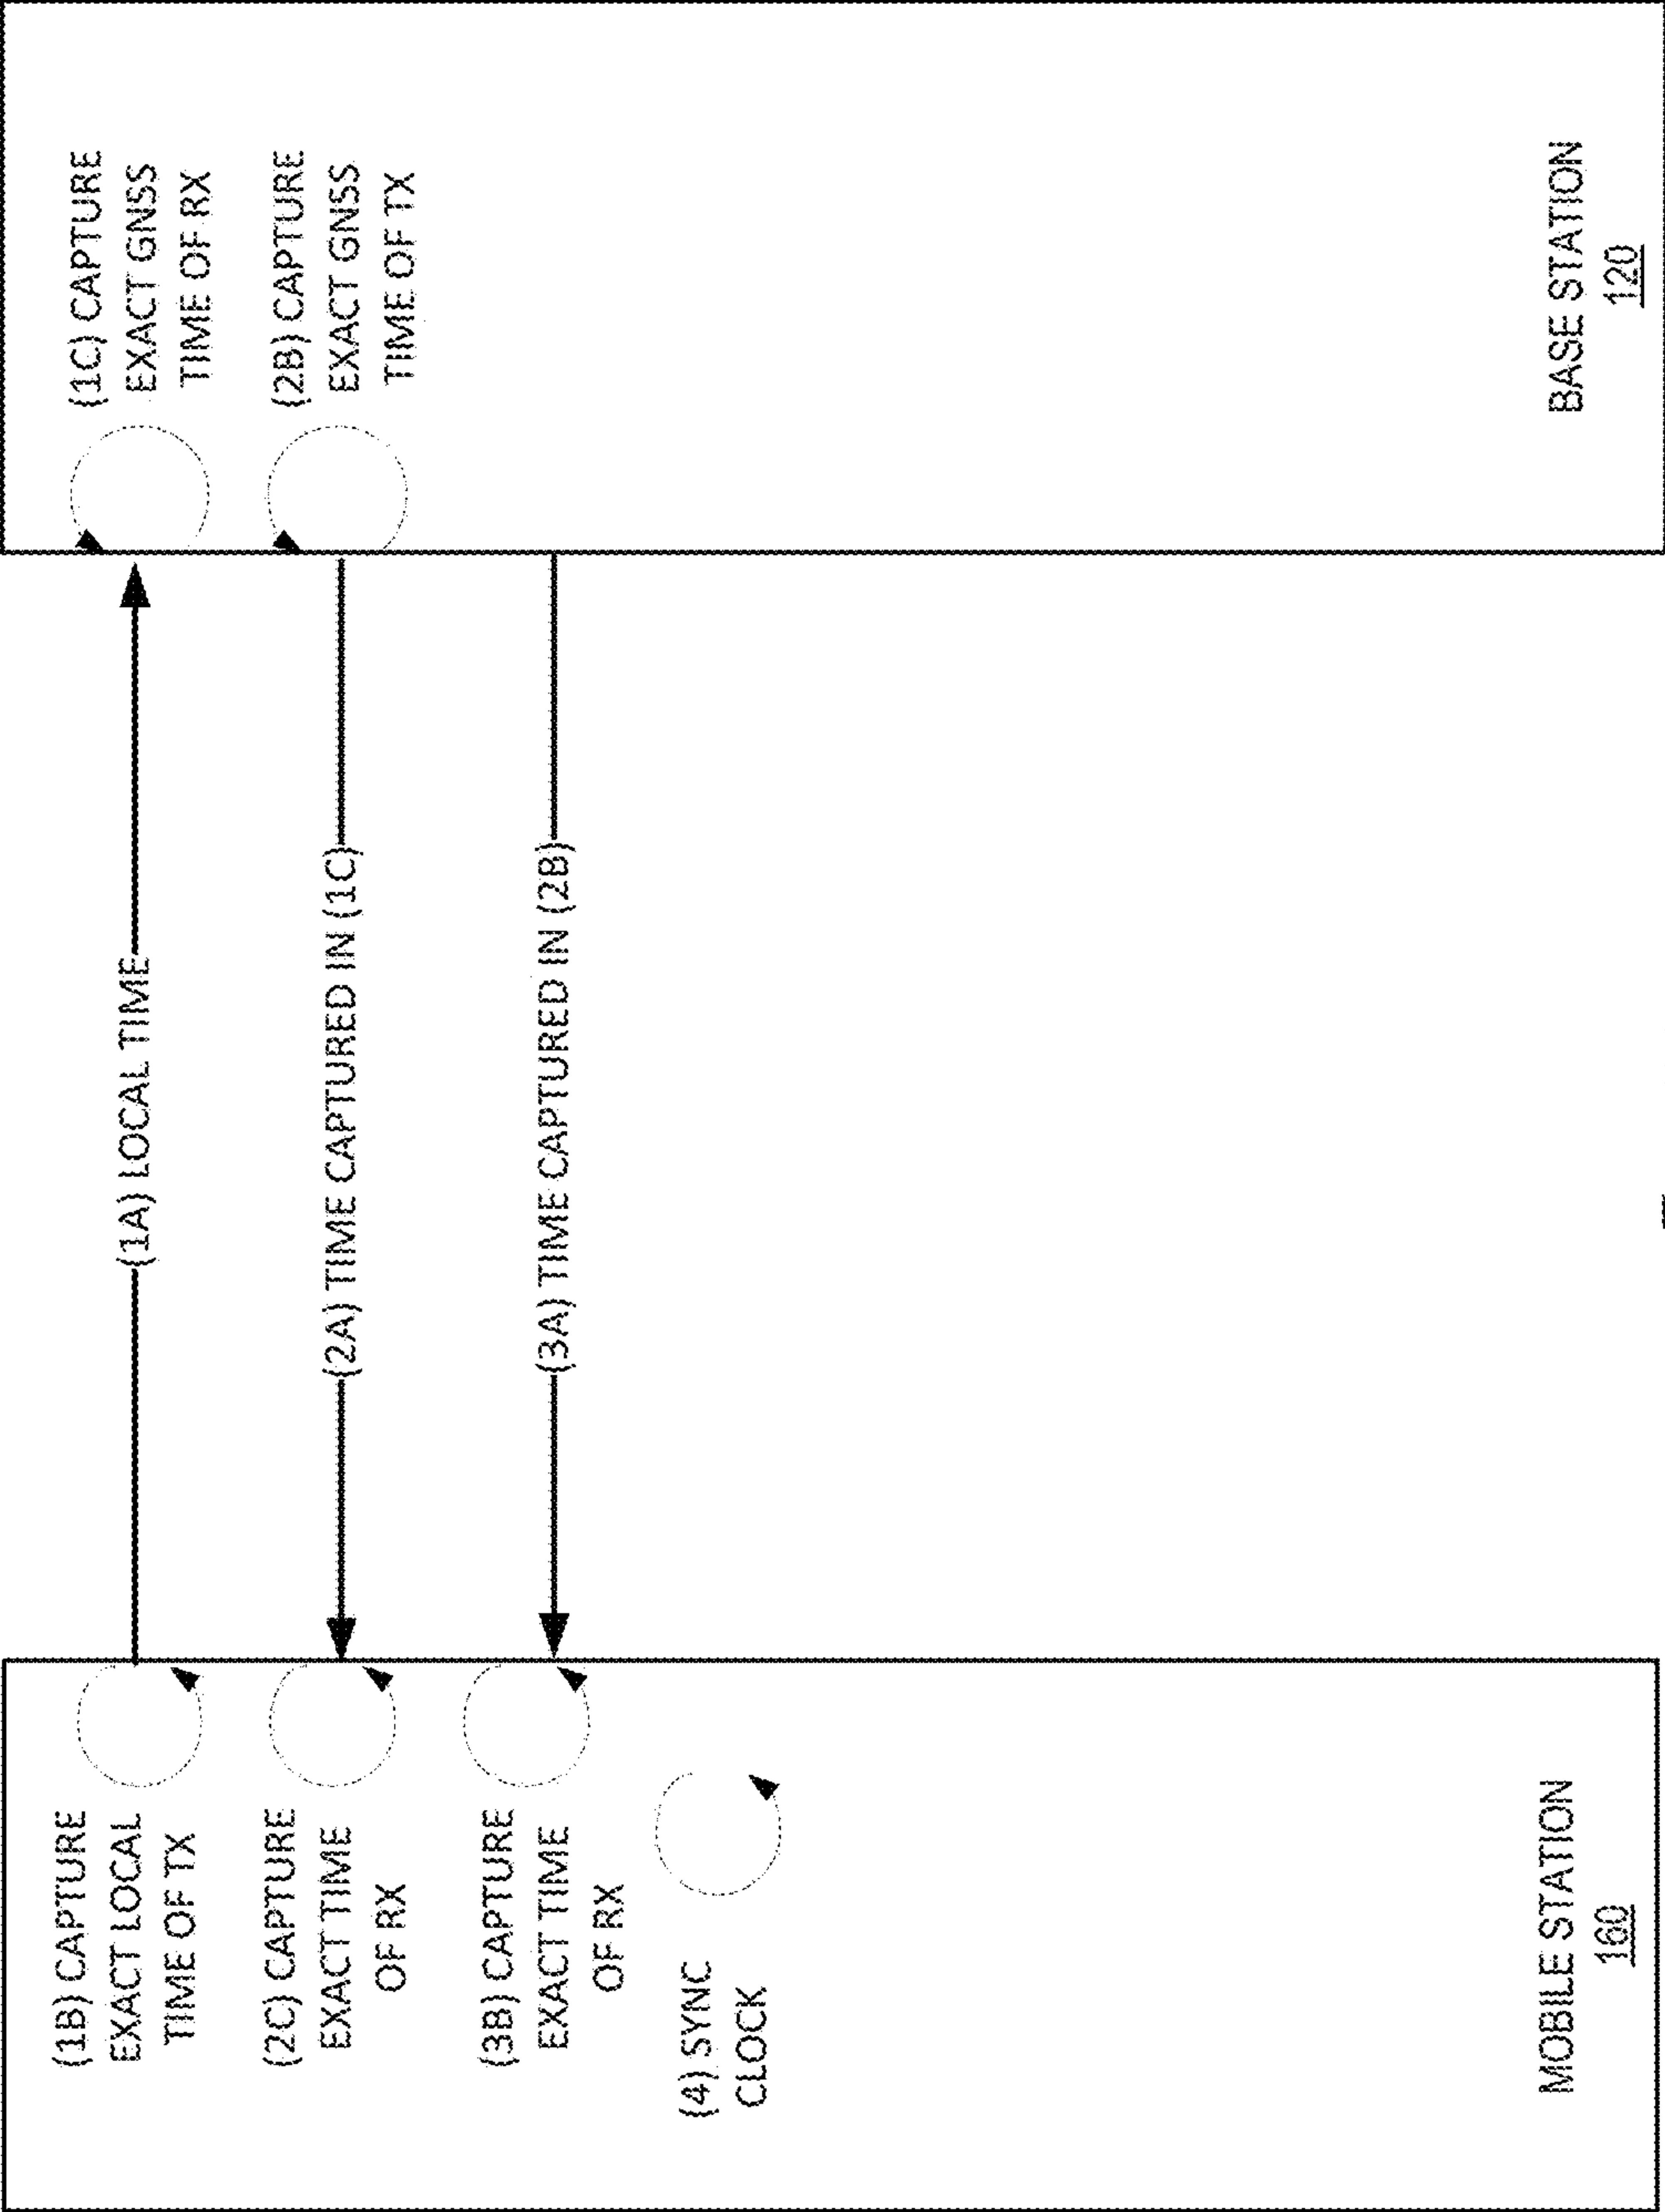 (1B) CAPTURE
EXACT LOCAL
TIME OF TX
(1A) LOCAL TIME
(1C) CAPTURE
EXACT GNSS
TIME OF RX
(2C) CAPTURE
EXACT TIME
OF RX
(2A) TIME CAPTURED IN (1C)
(2B) CAPTURE
EXACT GNSS
TIME OF TX
(3B) CAPTURE
EXACT TIME
OF RX
(3A) TIME CAPTURED IN (2B)
(4) SYNC
CLOCK
MOBILE STATION
160
BASE STATION
120